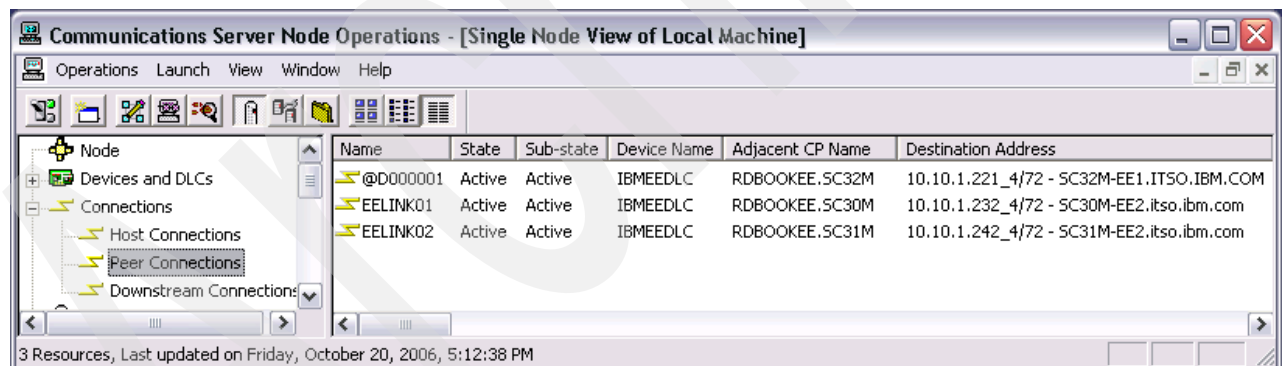 Communications Server Node Operations - [Single Node View of Local Machine]
Operations Launch View Window Help
Node
Devices and DLCs
Connections
Host Connections
Peer Connections
Downstream Connections
Name State Sub-state Device Name Adjacent CP Name Destination Address
@D000001 Active Active IBMEEDLC RDBOOKEE.SC32M 10.10.1.221_4/72 - SC32M-EE1.ITSO.IBM.COM
EELINK01 Active Active IBMEEDLC RDBOOKEE.SC30M 10.10.1.232_4/72 - SC30M-EE2.itso.ibm.com
EELINK02 Active Active IBMEEDLC RDBOOKEE.SC31M 10.10.1.242_4/72 - SC31M-EE2.itso.ibm.com
3 Resources, Last updated on Friday, October 20, 2006, 5:12:38 PM